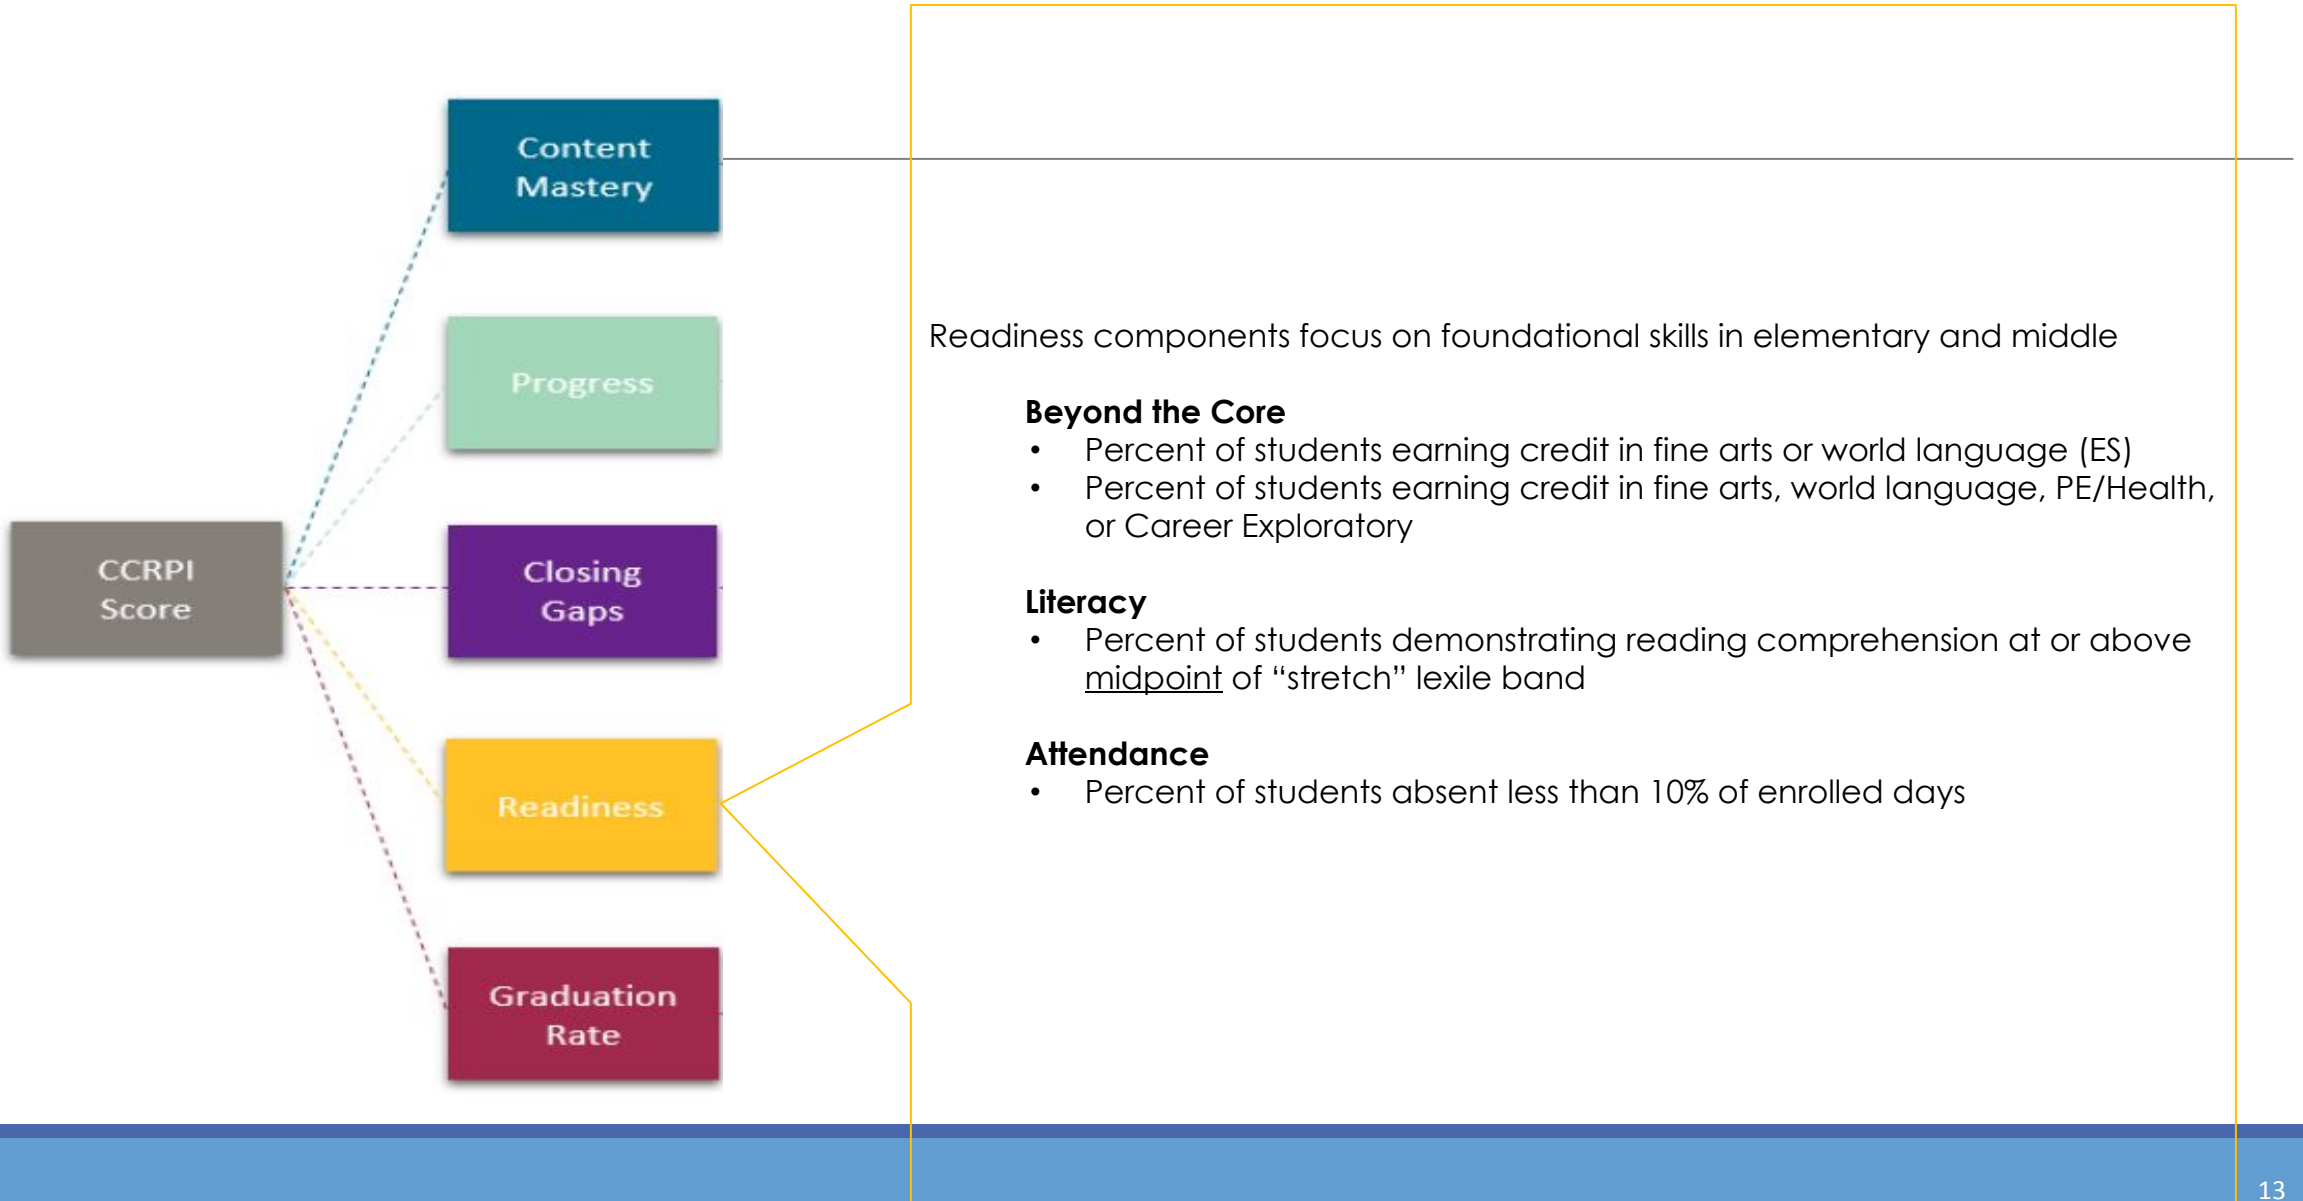 Content
Mastery
Progress
CCRPI
Score
Closing
Gaps
Readiness
Graduation
Rate
Readiness components focus on foundational skills in elementary and middle
Beyond the Core
• Percent of students earning credit in fine arts or world language (ES)
• Percent of students earning credit in fine arts, world language, PE/Health,
or Career Exploratory
Literacy
• Percent of students demonstrating reading comprehension at or above
midpoint of “stretch” lexile band
Attendance
• Percent of students absent less than 10% of enrolled days
13